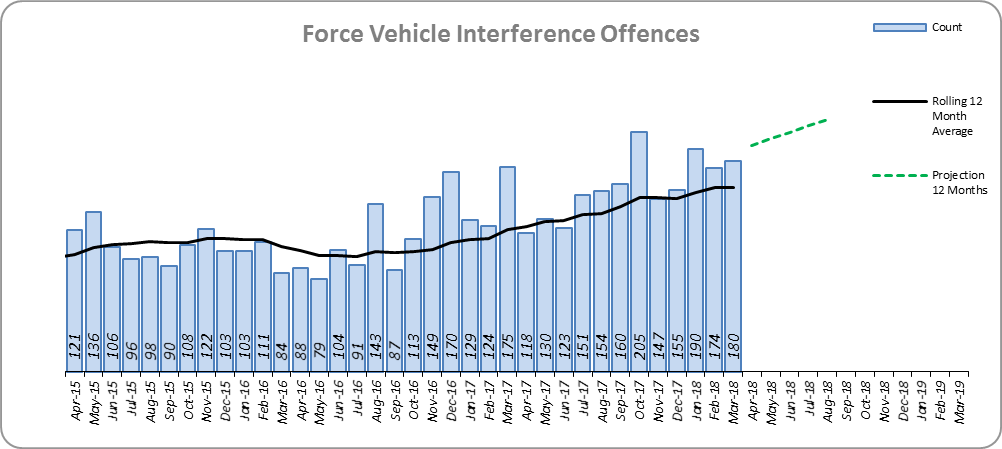 Force Vehicle Interference Offences
Count
Rolling 12
Month
Average
Projection
12 Months
121 136 106 96 98 90 108 122 103 103 111 84 88 79 104 91 143 87 113 149 170 129 124 175 118 130 123 151 154 160 205 147 155 190 174 180
Apr-15 May-15 Jun-15 Jul-15 Aug-15 Sep-15 Oct-15 Nov-15 Dec-15 Jan-16 Feb-16 Mar-16 Apr-16 May-16 Jun-16 Jul-16 Aug-16 Sep-16 Oct-16 Nov-16 Dec-16 Jan-17 Feb-17 Mar-17 Apr-17 May-17 Jun-17 Jul-17 Aug-17 Sep-17 Oct-17 Nov-17 Dec-17 Jan-18 Feb-18 Mar-18 Apr-18 May-18 Jun-18 Jul-18 Aug-18 Sep-18 Oct-18 Nov-18 Dec-18 Jan-19 Feb-19 Mar-19